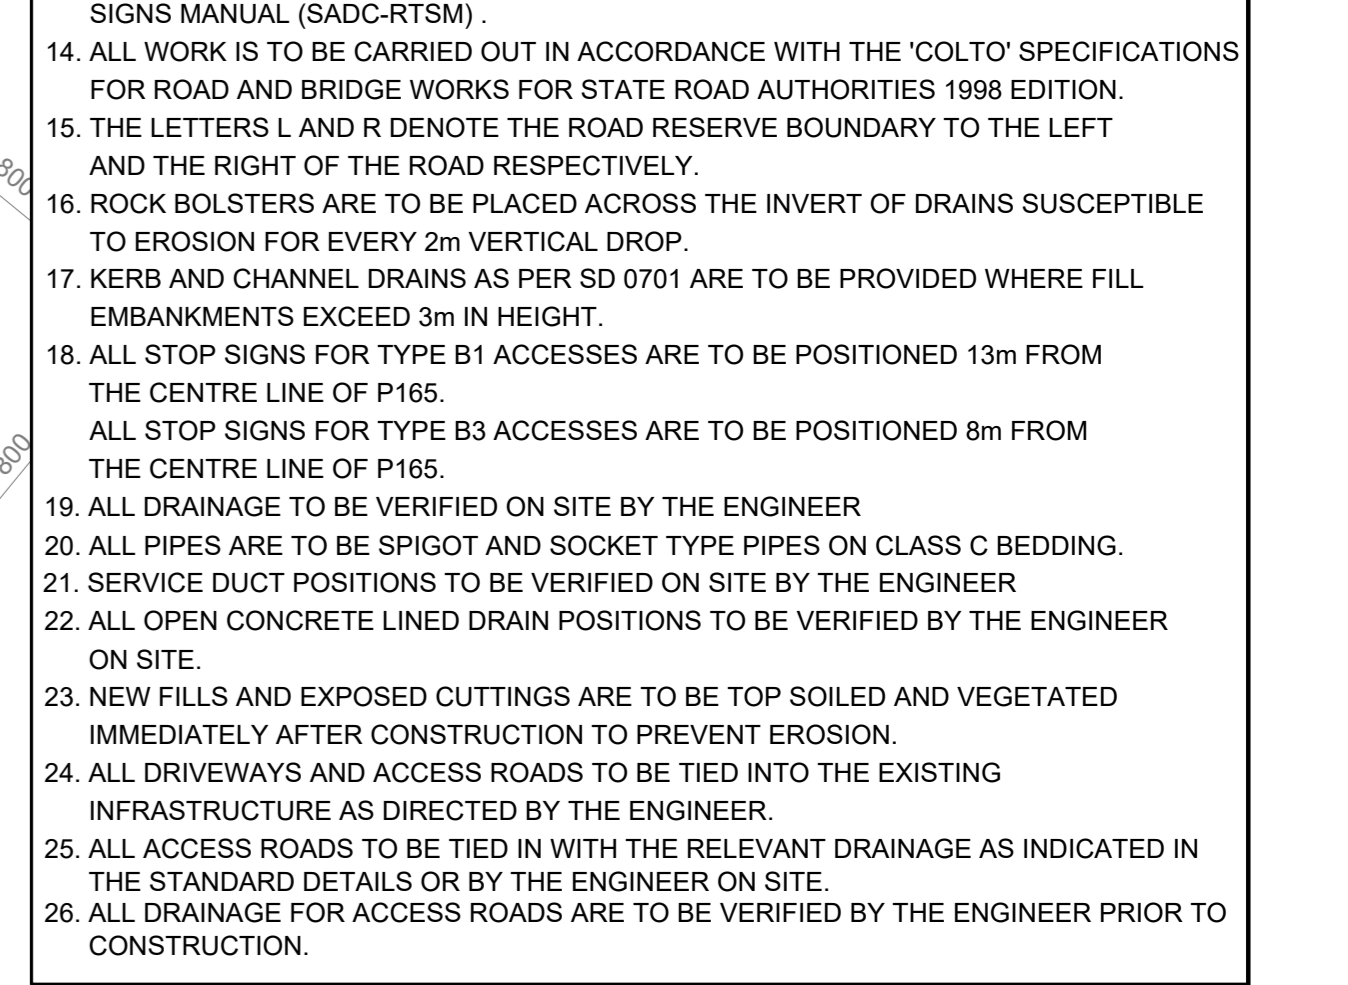 SIGNS MANUAL (SADC-RTSM) .
14. ALL WORK IS TO BE CARRIED OUT IN ACCORDANCE WITH THE 'COLTO' SPECIFICATIONS
FOR ROAD AND BRIDGE WORKS FOR STATE ROAD AUTHORITIES 1998 EDITION.
15. THE LETTERS L AND R DENOTE THE ROAD RESERVE BOUNDARY TO THE LEFT
AND THE RIGHT OF THE ROAD RESPECTIVELY.
800
16. ROCK BOLSTERS ARE TO BE PLACED ACROSS THE INVERT OF DRAINS SUSCEPTIBLE
TO EROSION FOR EVERY 2m VERTICAL DROP.
17. KERB AND CHANNEL DRAINS AS PER SD 0701 ARE TO BE PROVIDED WHERE FILL
EMBANKMENTS EXCEED 3m IN HEIGHT.
18. ALL STOP SIGNS FOR TYPE B1 ACCESSES ARE TO BE POSITIONED 13m FROM
THE CENTRE LINE OF P165.
ALL STOP SIGNS FOR TYPE B3 ACCESSES ARE TO BE POSITIONED 8m FROM
THE CENTRE LINE OF P165.
800
19. ALL DRAINAGE TO BE VERIFIED ON SITE BY THE ENGINEER
20. ALL PIPES ARE TO BE SPIGOT AND SOCKET TYPE PIPES ON CLASS C BEDDING.
21. SERVICE DUCT POSITIONS TO BE VERIFIED ON SITE BY THE ENGINEER
22. ALL OPEN CONCRETE LINED DRAIN POSITIONS TO BE VERIFIED BY THE ENGINEER
ON SITE.
23. NEW FILLS AND EXPOSED CUTTINGS ARE TO BE TOP SOILED AND VEGETATED
IMMEDIATELY AFTER CONSTRUCTION TO PREVENT EROSION.
24. ALL DRIVEWAYS AND ACCESS ROADS TO BE TIED INTO THE EXISTING
INFRASTRUCTURE AS DIRECTED BY THE ENGINEER.
25. ALL ACCESS ROADS TO BE TIED IN WITH THE RELEVANT DRAINAGE AS INDICATED IN
THE STANDARD DETAILS OR BY THE ENGINEER ON SITE.
26. ALL DRAINAGE FOR ACCESS ROADS ARE TO BE VERIFIED BY THE ENGINEER PRIOR TO
CONSTRUCTION.